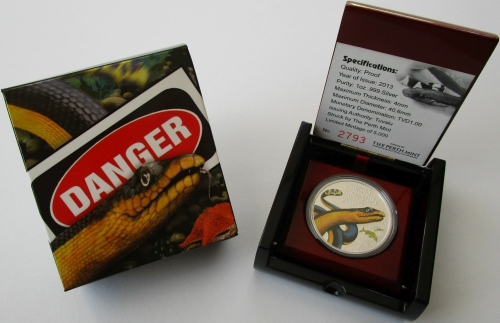 DANGER
Specifications:
Quality: Proof
Year of Issue: 2013
Purity: 1oz .999 Silver
Maximum Thickness: 4mm
Maximum Diameter: 40.6mm
Monetary Denomination: TVD1.00
Issuing Authority: Tuvalu
Struck by The Perth Mint
Limited Mintage of 5,000
No. 2793
THE PERTH MINT